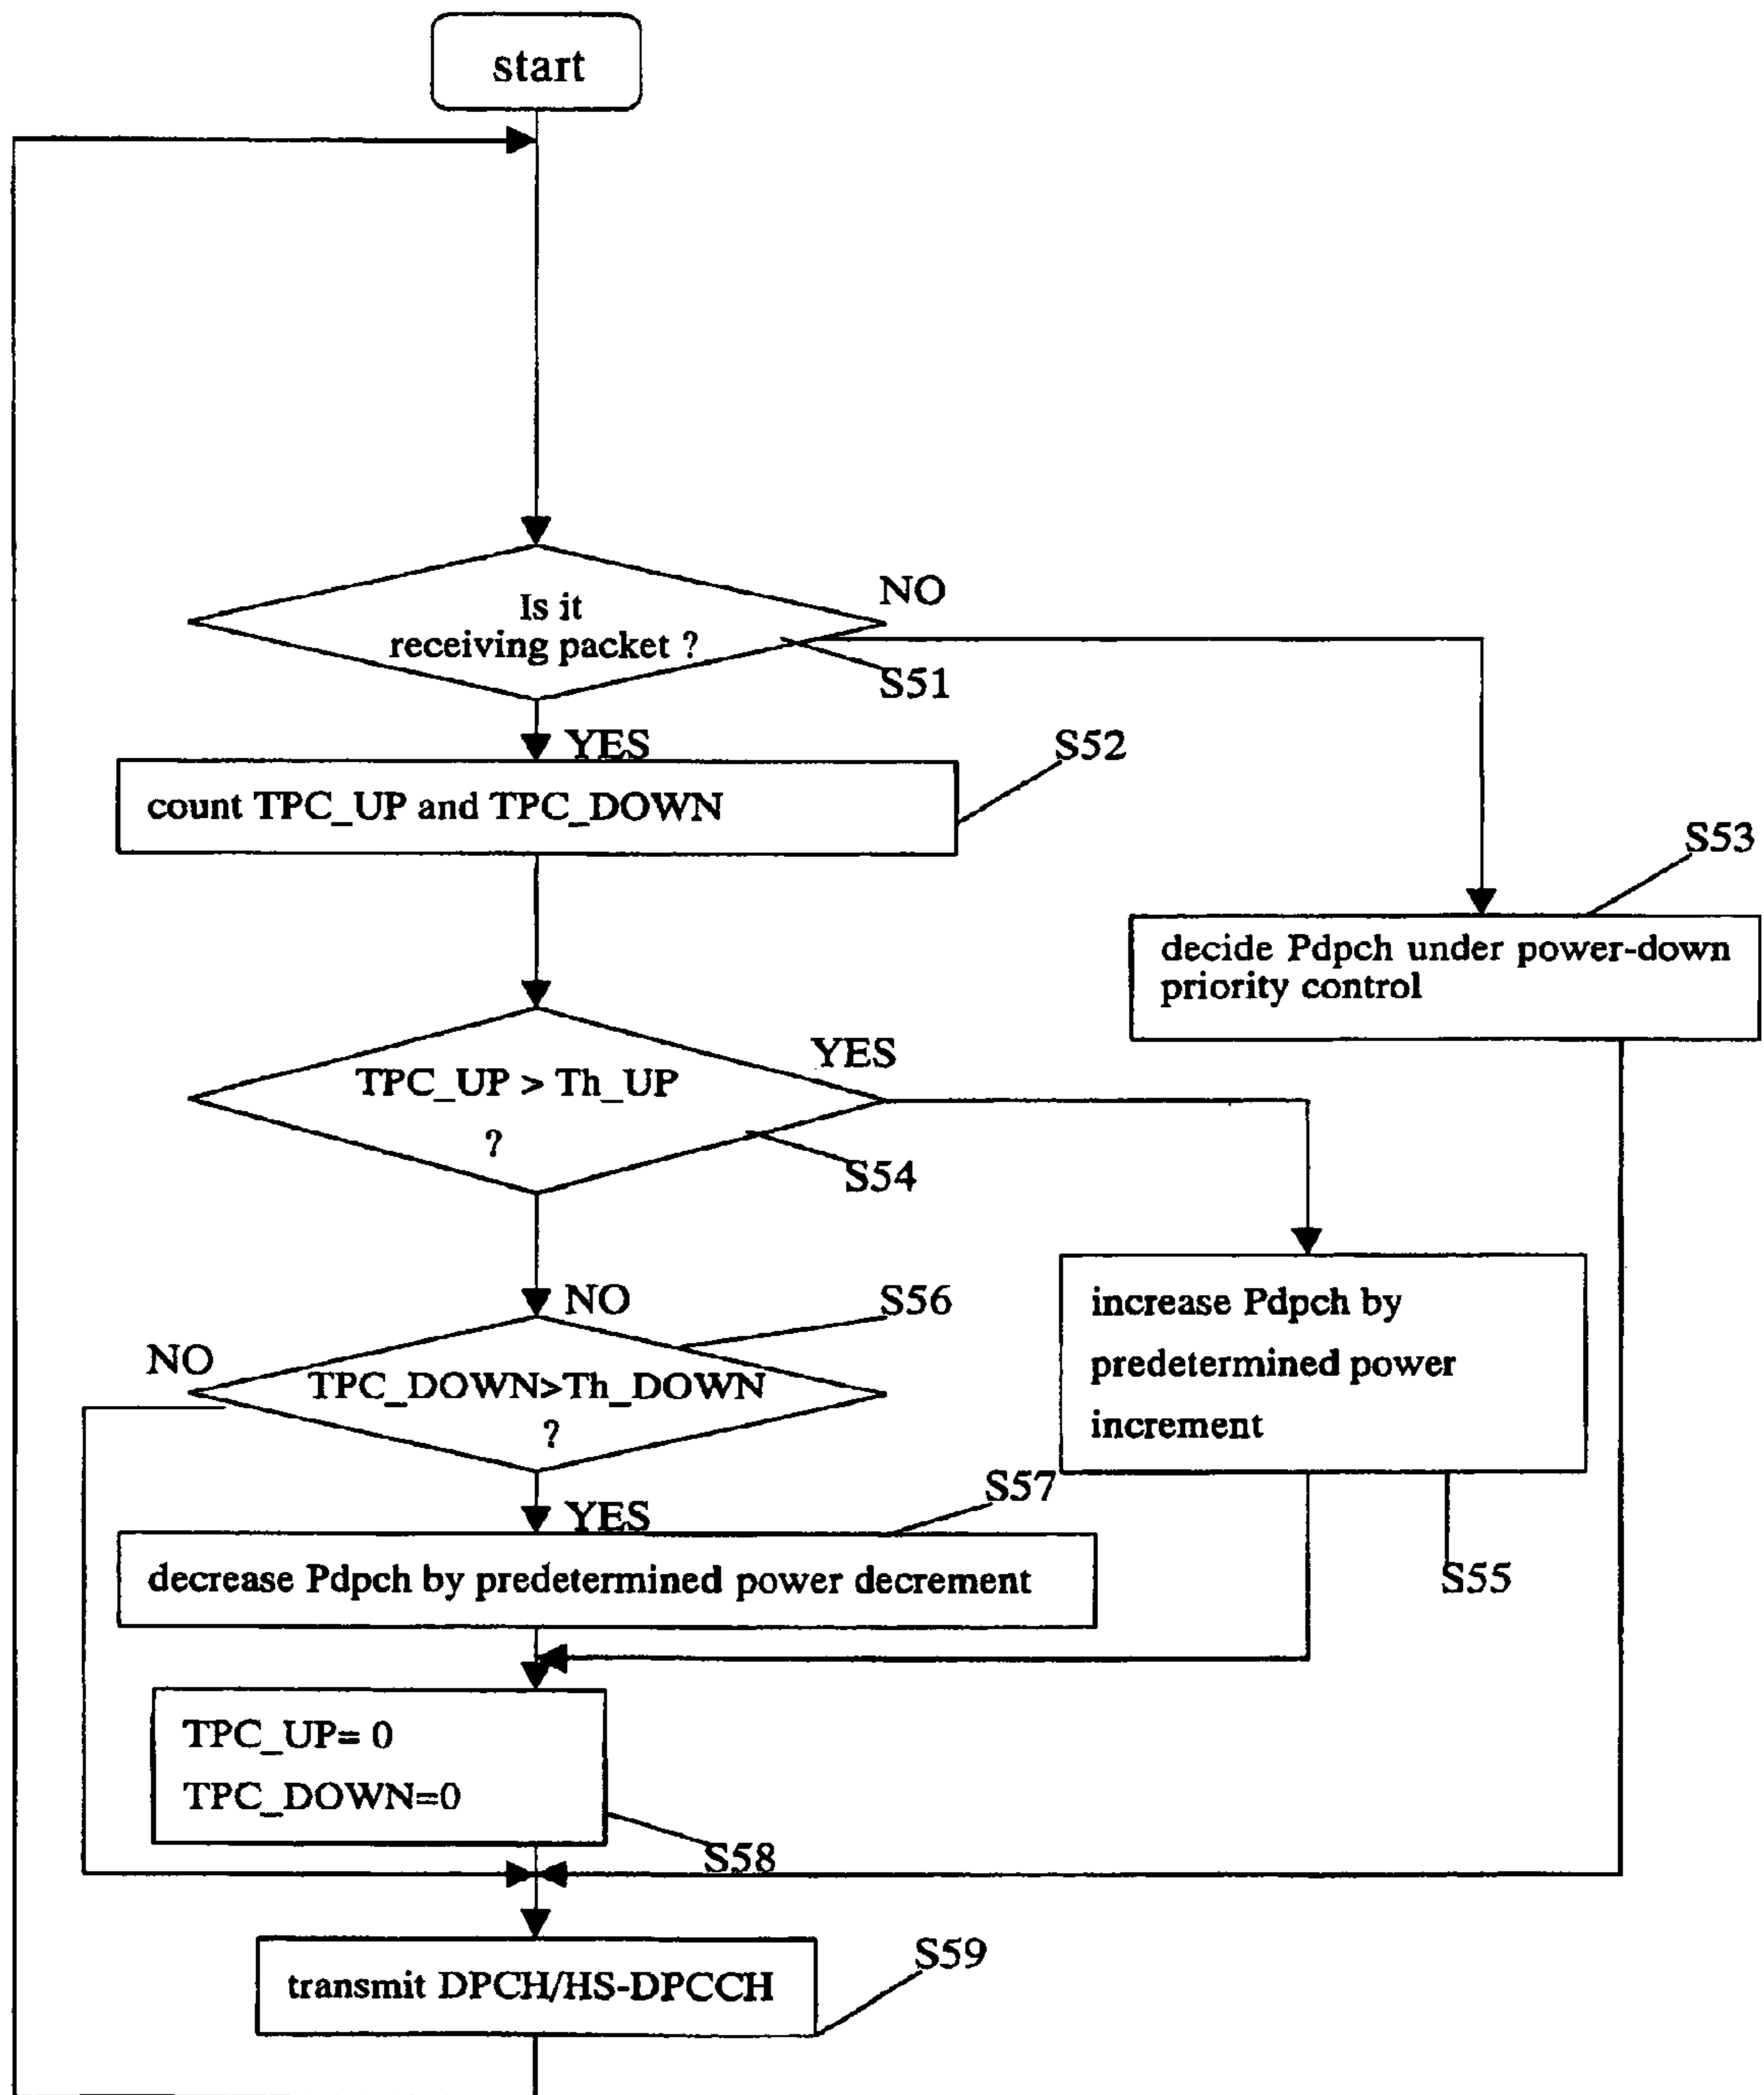 start
Is it
receiving packet ?
NO
S51
YES
count TPC_UP and TPC_DOWN
S52
S53
decide Pdpch under power-down
priority control
TPC_UP > Th_UP
?
YES
S54
NO
S56
NO
TPC_DOWN>Th_DOWN
?
increase Pdpch by
predetermined power
increment
S55
YES
S57
decrease Pdpch by predetermined power decrement
TPC_UP= 0
TPC_DOWN=0
S58
transmit DPCH/HS-DPCCH
S59